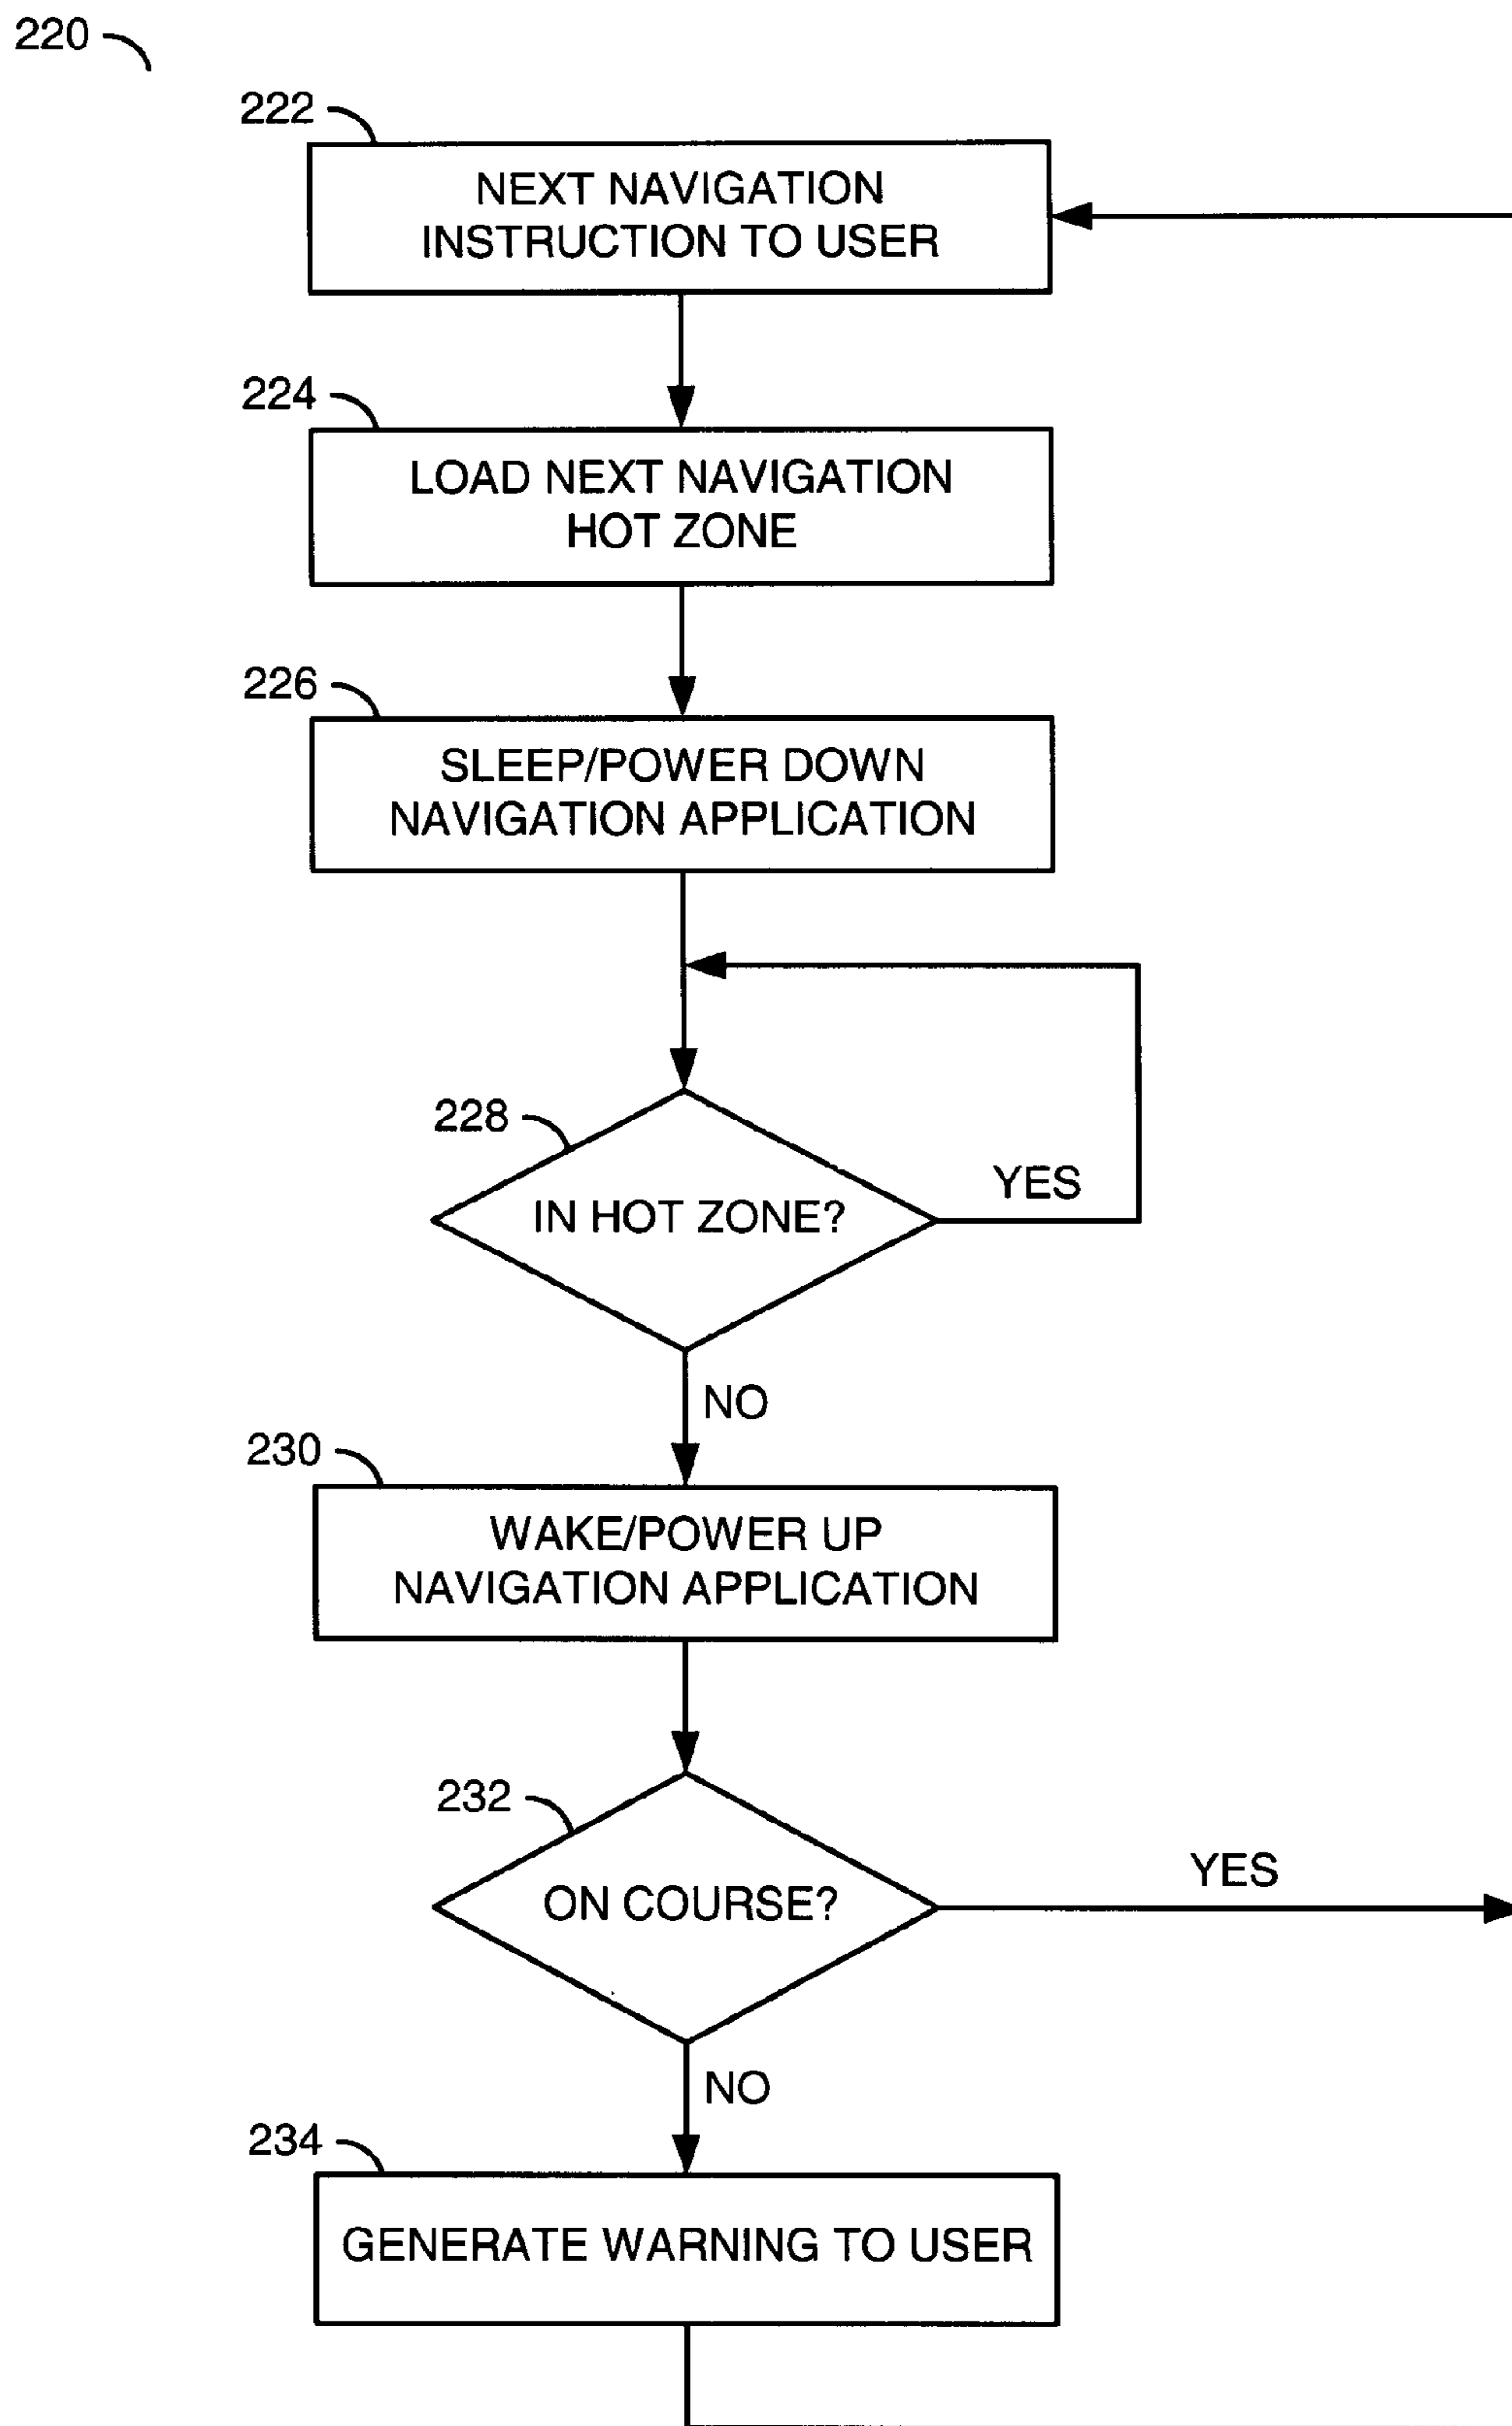 220
222
NEXT NAVIGATION
INSTRUCTION TO USER
224
LOAD NEXT NAVIGATION
HOT ZONE
226
SLEEP/POWER DOWN
NAVIGATION APPLICATION
228
IN HOT ZONE?
YES
NO
230
WAKE/POWER UP
NAVIGATION APPLICATION
232
ON COURSE?
YES
NO
234
GENERATE WARNING TO USER